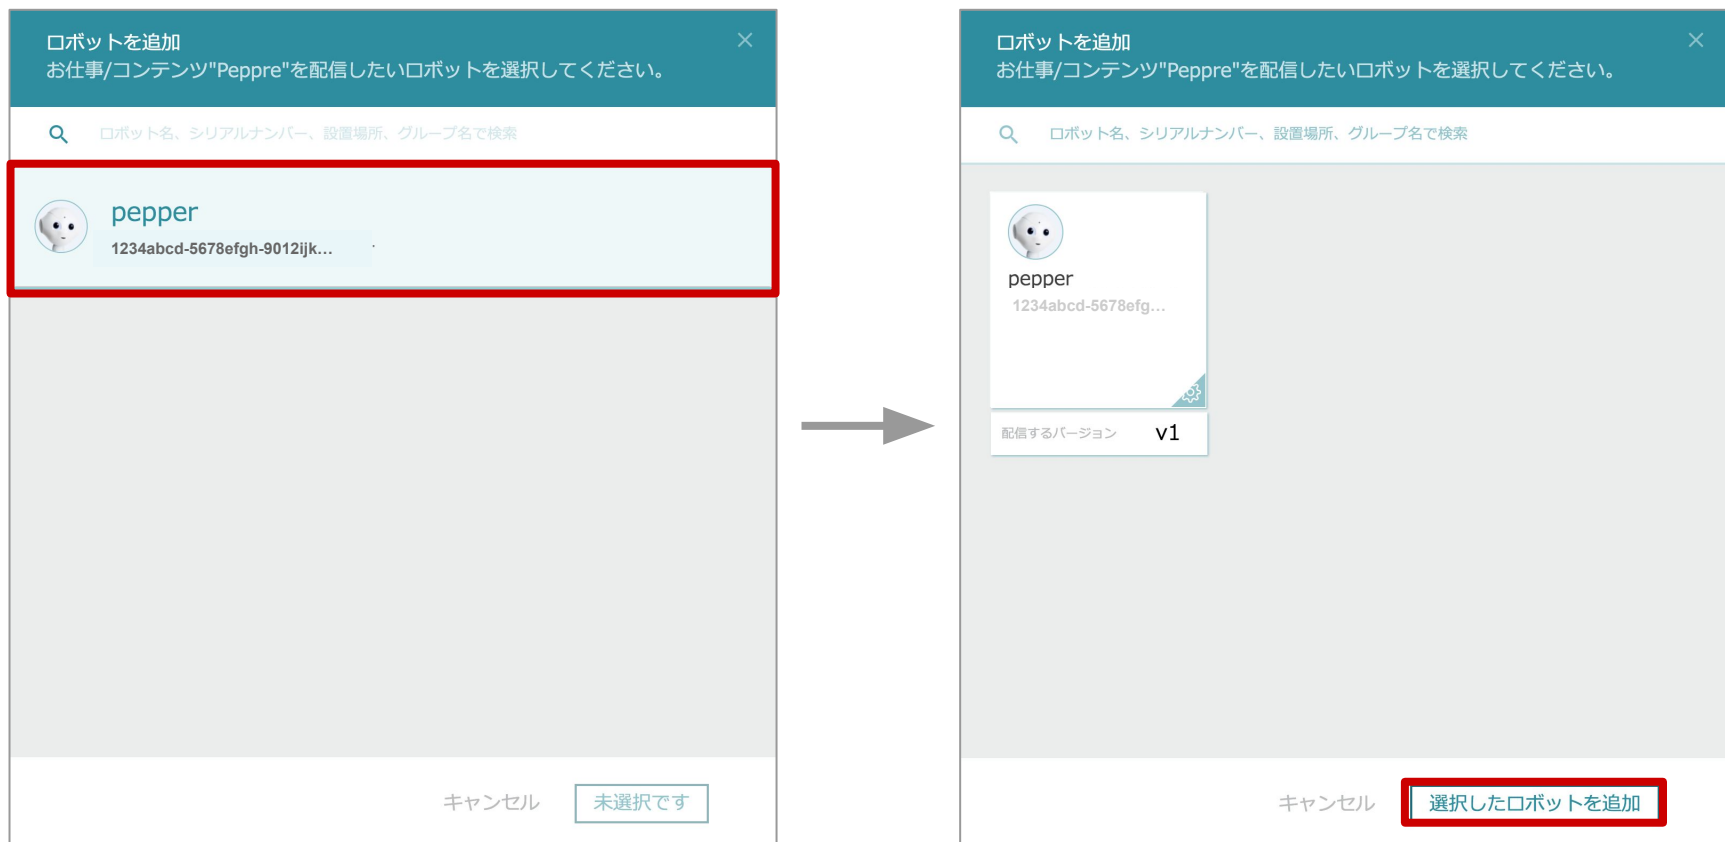 ロボットを追加
お仕事/コンテンツ"Peppre"を配信したいロボットを選択してください。
ロボット名、シリアルナンバー、設置場所、グループ名で検索
pepper
1234abcd-5678efgh-9012ijk...
キャンセル
未選択です
ロボットを追加
お仕事/コンテンツ"Peppre"を配信したいロボットを選択してください。
ロボット名、シリアルナンバー、設置場所、グループ名で検索
pepper
1234abcd-5678efg...
配信するバージョン v1
キャンセル
選択したロボットを追加